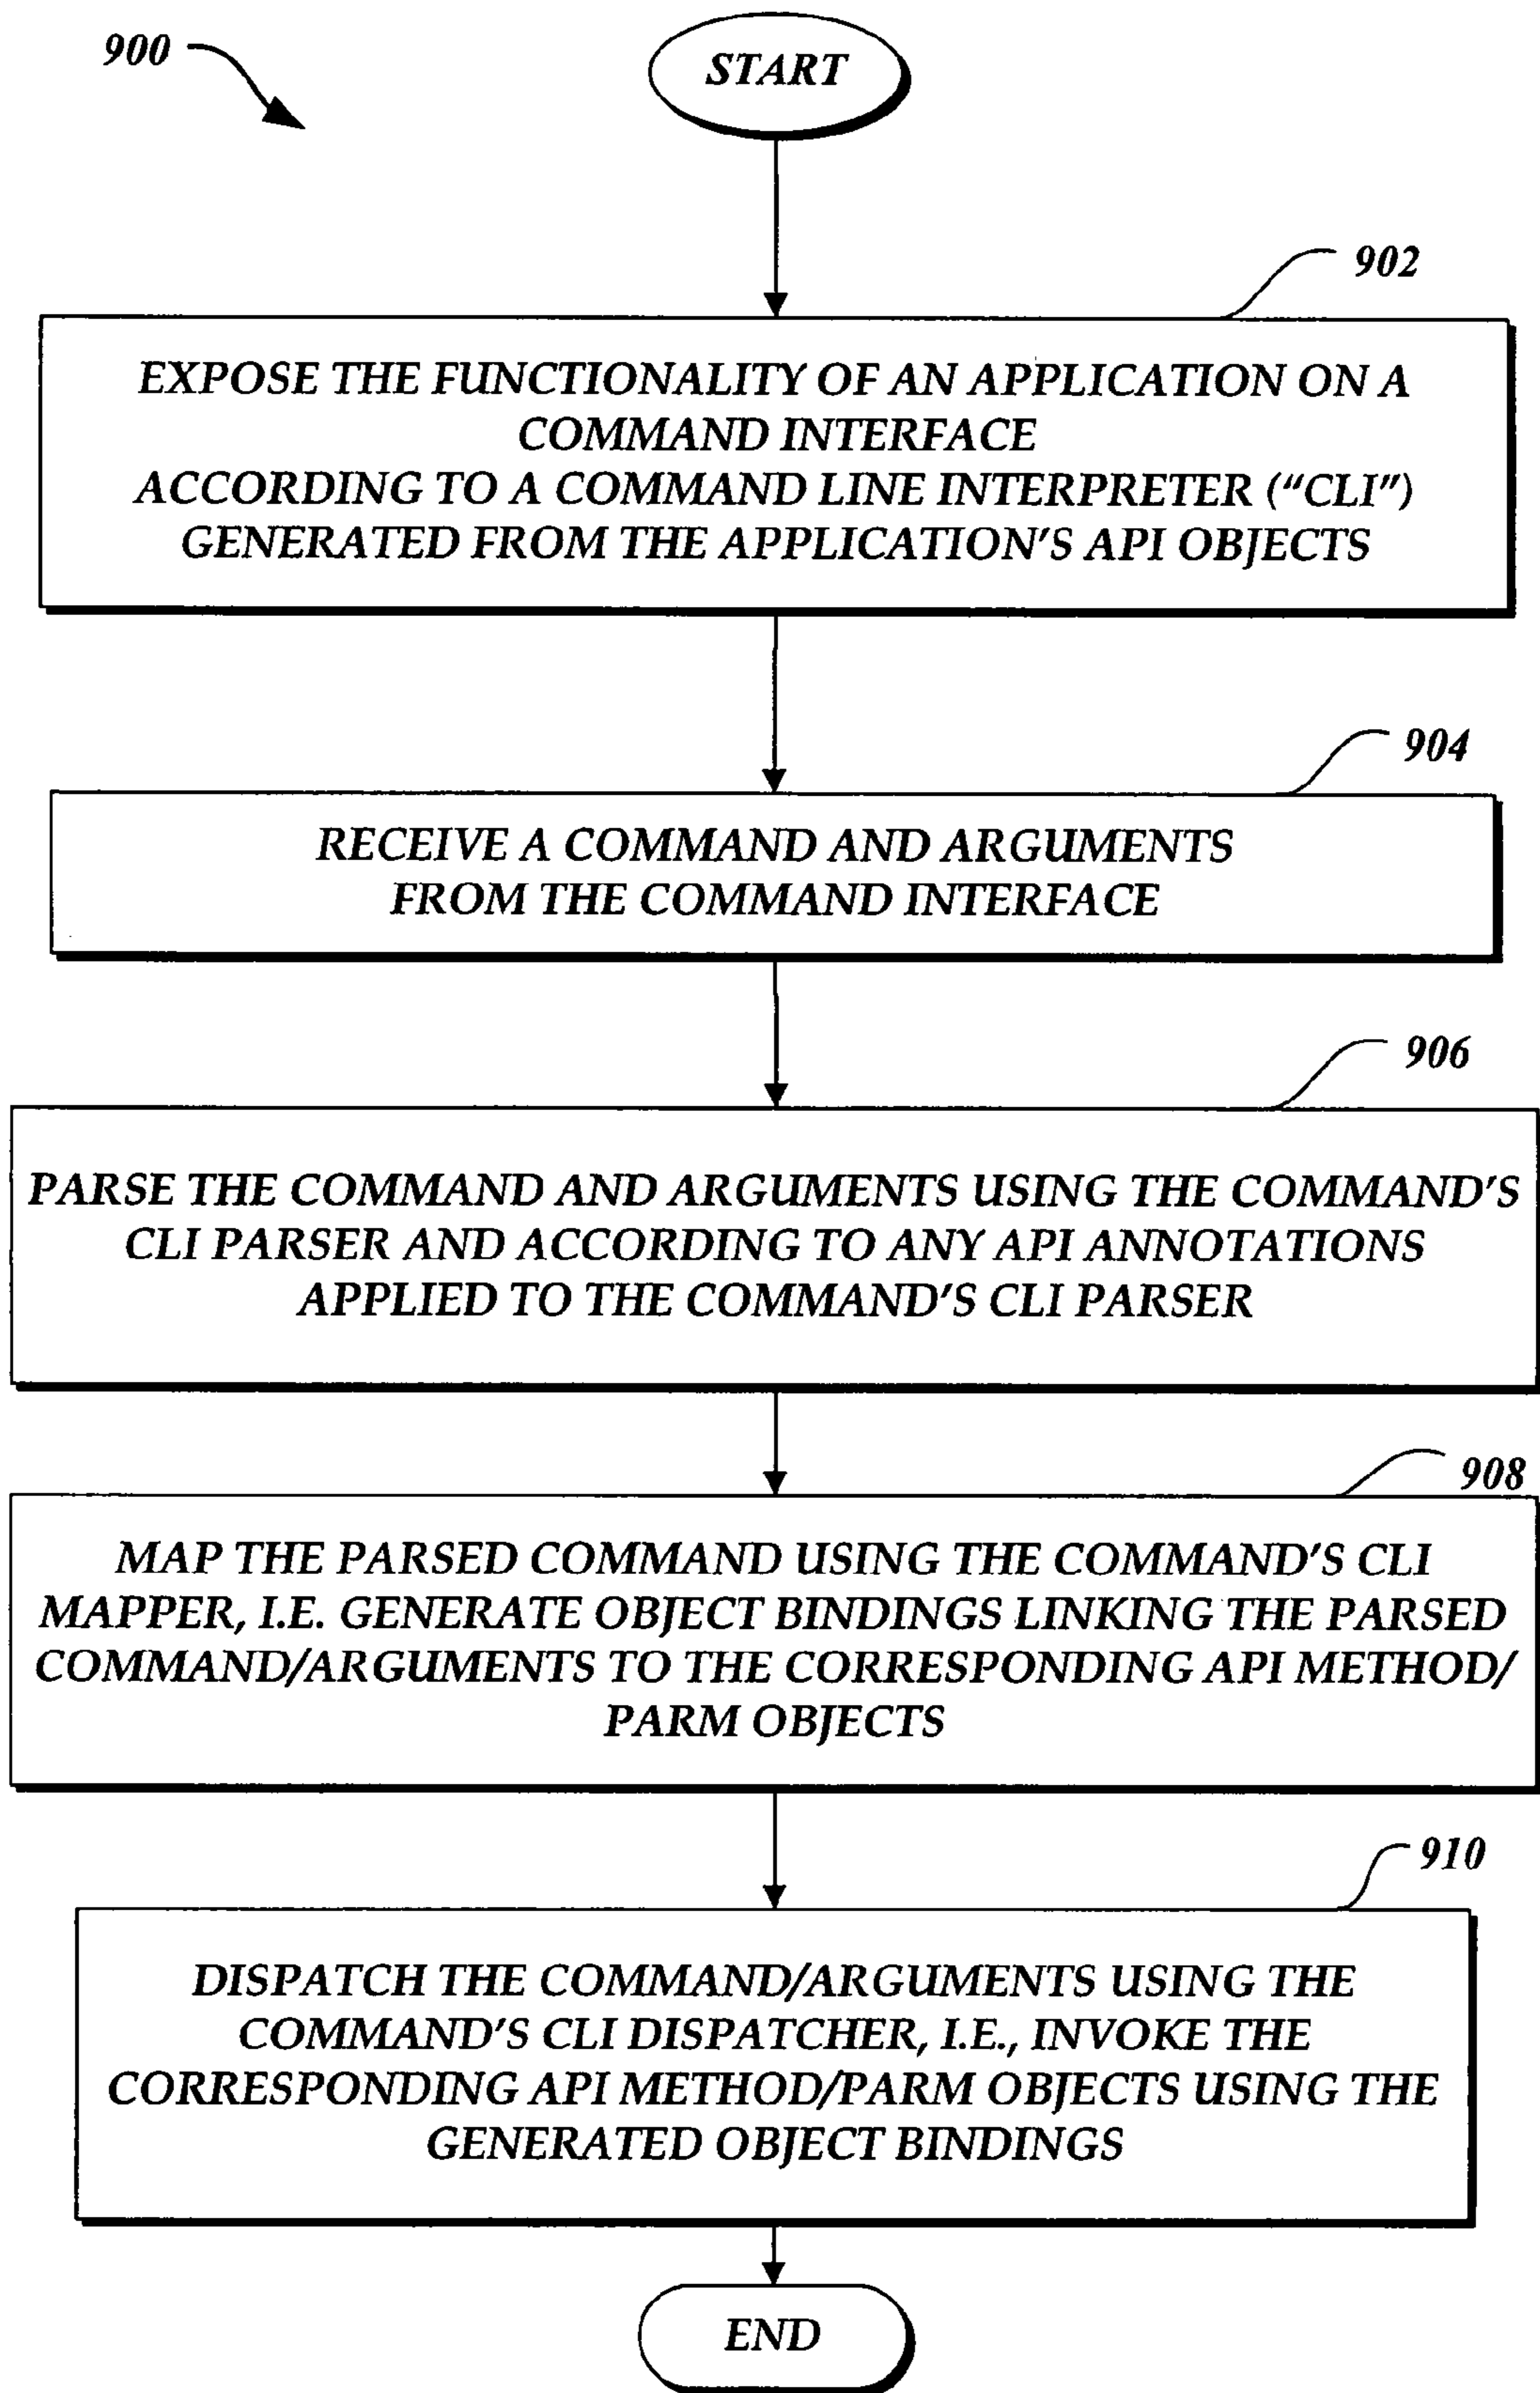 900
START
902
EXPOSE THE FUNCTIONALITY OF AN APPLICATION ON A
COMMAND INTERFACE
ACCORDING TO A COMMAND LINE INTERPRETER ("CLI")
GENERATED FROM THE APPLICATION'S API OBJECTS
904
RECEIVE A COMMAND AND ARGUMENTS
FROM THE COMMAND INTERFACE
906
PARSE THE COMMAND AND ARGUMENTS USING THE COMMAND'S
CLI PARSER AND ACCORDING TO ANY API ANNOTATIONS
APPLIED TO THE COMMAND'S CLI PARSER
908
MAP THE PARSED COMMAND USING THE COMMAND'S CLI
MAPPER, I.E. GENERATE OBJECT BINDINGS LINKING THE PARSED
COMMAND/ARGUMENTS TO THE CORRESPONDING API METHOD/
PARM OBJECTS
910
DISPATCH THE COMMAND/ARGUMENTS USING THE
COMMAND'S CLI DISPATCHER, I.E., INVOKE THE
CORRESPONDING API METHOD/PARM OBJECTS USING THE
GENERATED OBJECT BINDINGS
END